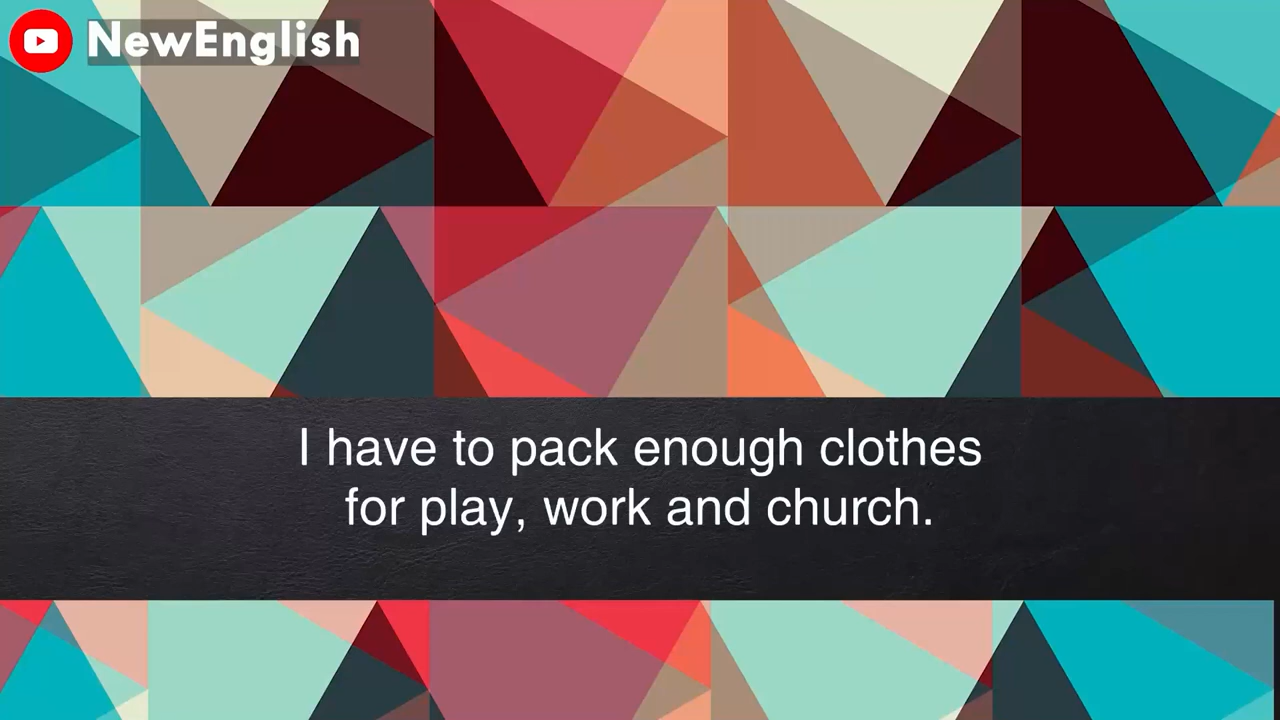 NewEnglish
I have to pack enough clothes
for play, work and church.